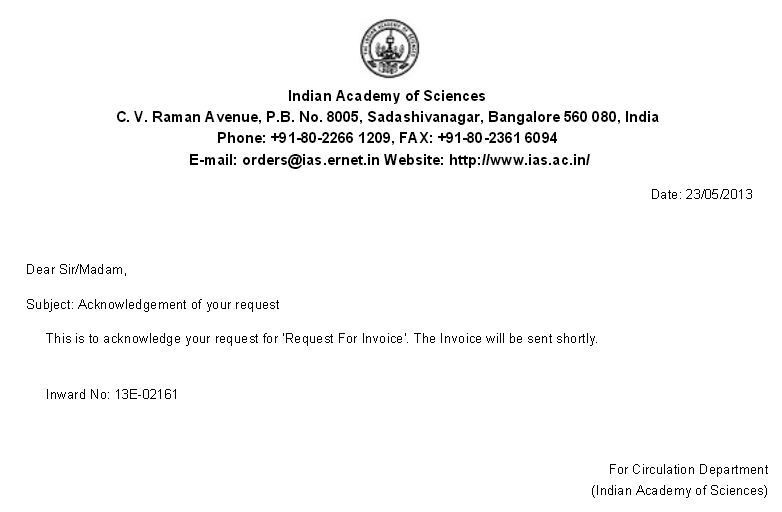 Indian Academy of Sciences
C. V. Raman Avenue, P.B. No. 8005, Sadashivanagar, Bangalore 560 080, India
Phone: +91-80-2266 1209, FAX: +91-80-2361 6094
E-mail: orders@ias.ernet.in Website: http://www.ias.ac.in/
Date: 23/05/2013
Dear Sir/Madam,
Subject: Acknowledgement of your request
This is to acknowledge your request for 'Request For Invoice'. The Invoice will be sent shortly.
Inward No: 13E-02161
For Circulation Department
(Indian Academy of Sciences)